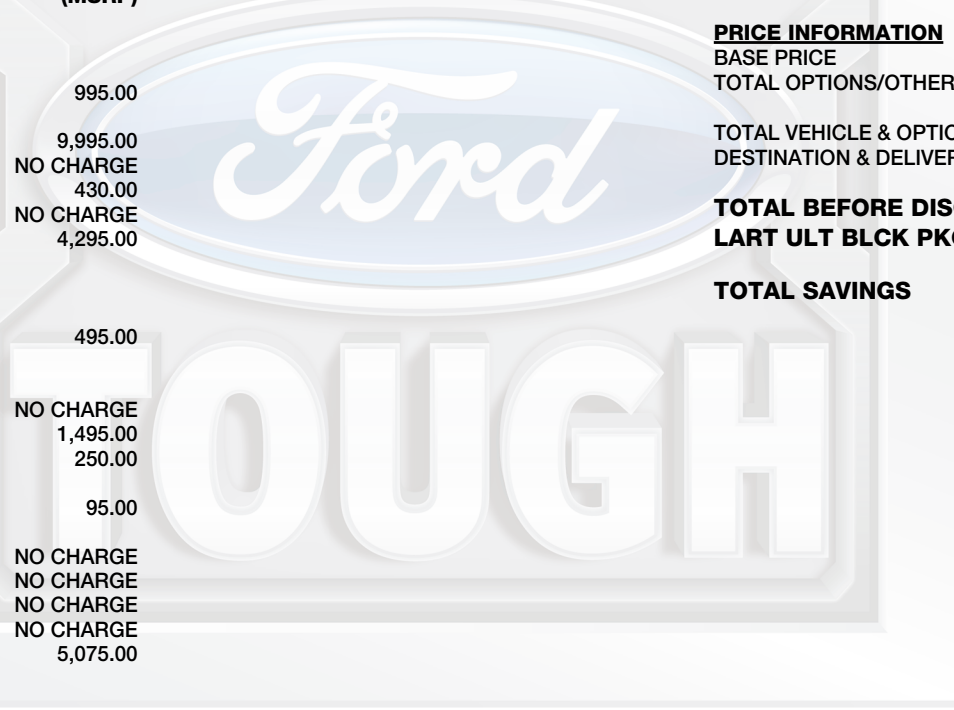 (MSRP)
995.00
9,995.00
NO CHARGE
430.00
NO CHARGE
4,295.00
495.00
NO CHARGE
1,495.00
250.00
95.00
NO CHARGE
NO CHARGE
NO CHARGE
NO CHARGE
5,075.00
PRICE INFORMATION
BASE PRICE
TOTAL OPTIONS/OTHER
TOTAL VEHICLE & OPTIO
DESTINATION & DELIVER
TOTAL BEFORE DIS
LART ULT BLCK PK
TOTAL SAVINGS
Ford
TOUGH